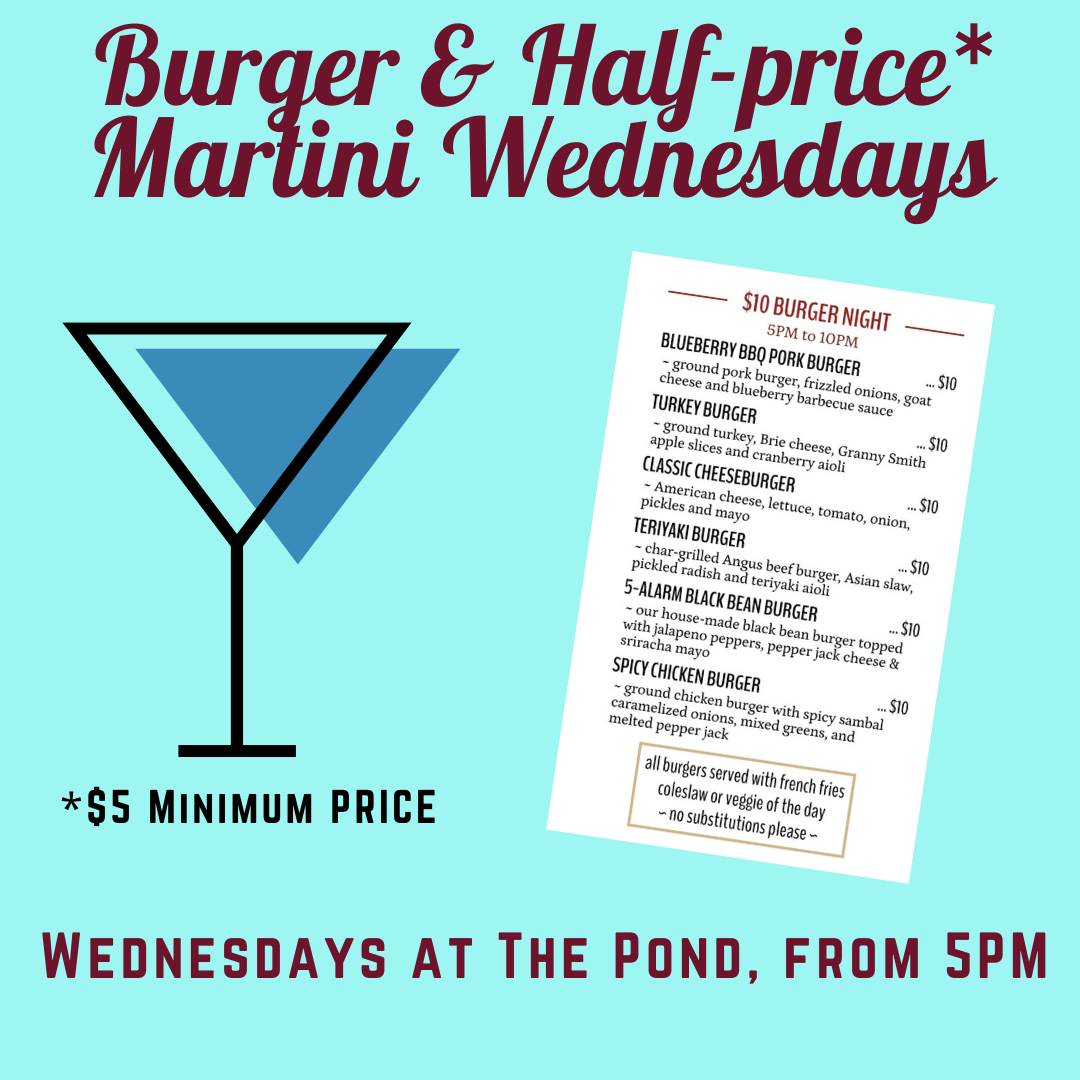 Burger & Half-price*
Martini Wednesdays
$10 BURGER NIGHT
5PM to 10PM
BLUEBERRY BBQ PORK BURGER ... $10
~ ground pork burger, frizzled onions, goat
cheese and blueberry barbecue sauce
TURKEY BURGER ... $10
~ ground turkey, Brie cheese, Granny Smith
apple slices and cranberry aioli
CLASSIC CHEESEBURGER ... $10
~ American cheese, lettuce, tomato, onion,
pickles and mayo
TERIYAKI BURGER ... $10
~ char-grilled Angus beef burger, Asian slaw,
pickled radish and teriyaki aioli
5-ALARM BLACK BEAN BURGER ... $10
~ our house-made black bean burger topped
with jalapeno peppers, pepper jack cheese &
sriracha mayo
SPICY CHICKEN BURGER ... $10
~ ground chicken burger with spicy sambal
caramelized onions, mixed greens, and
melted pepper jack
all burgers served with french fries
coleslaw or veggie of the day
~ no substitutions please ~
*$5 Minimum PRICE
Wednesdays at The Pond, from 5PM